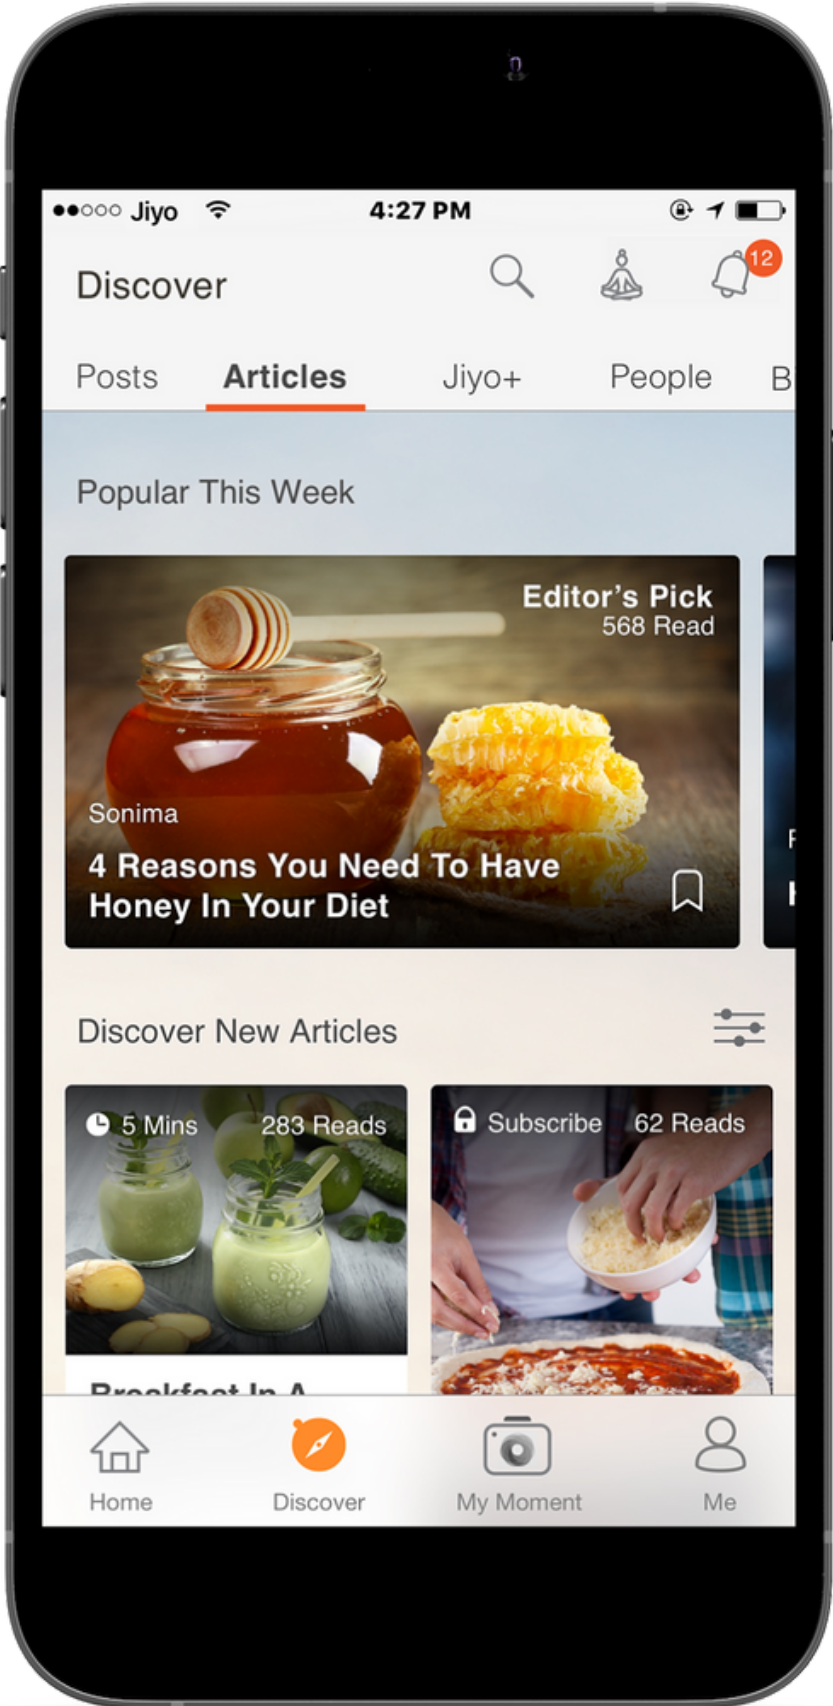 Jiyo
4:27 PM
Discover
12
Posts
Articles
Jiyo+
People
B
Popular This Week
Editor's Pick
568 Read
Sonima
4 Reasons You Need To Have
Honey In Your Diet
Discover New Articles
5 Mins
283 Reads
Subscribe
62 Reads
Breakfast In A
Home
Discover
My Moment
Me